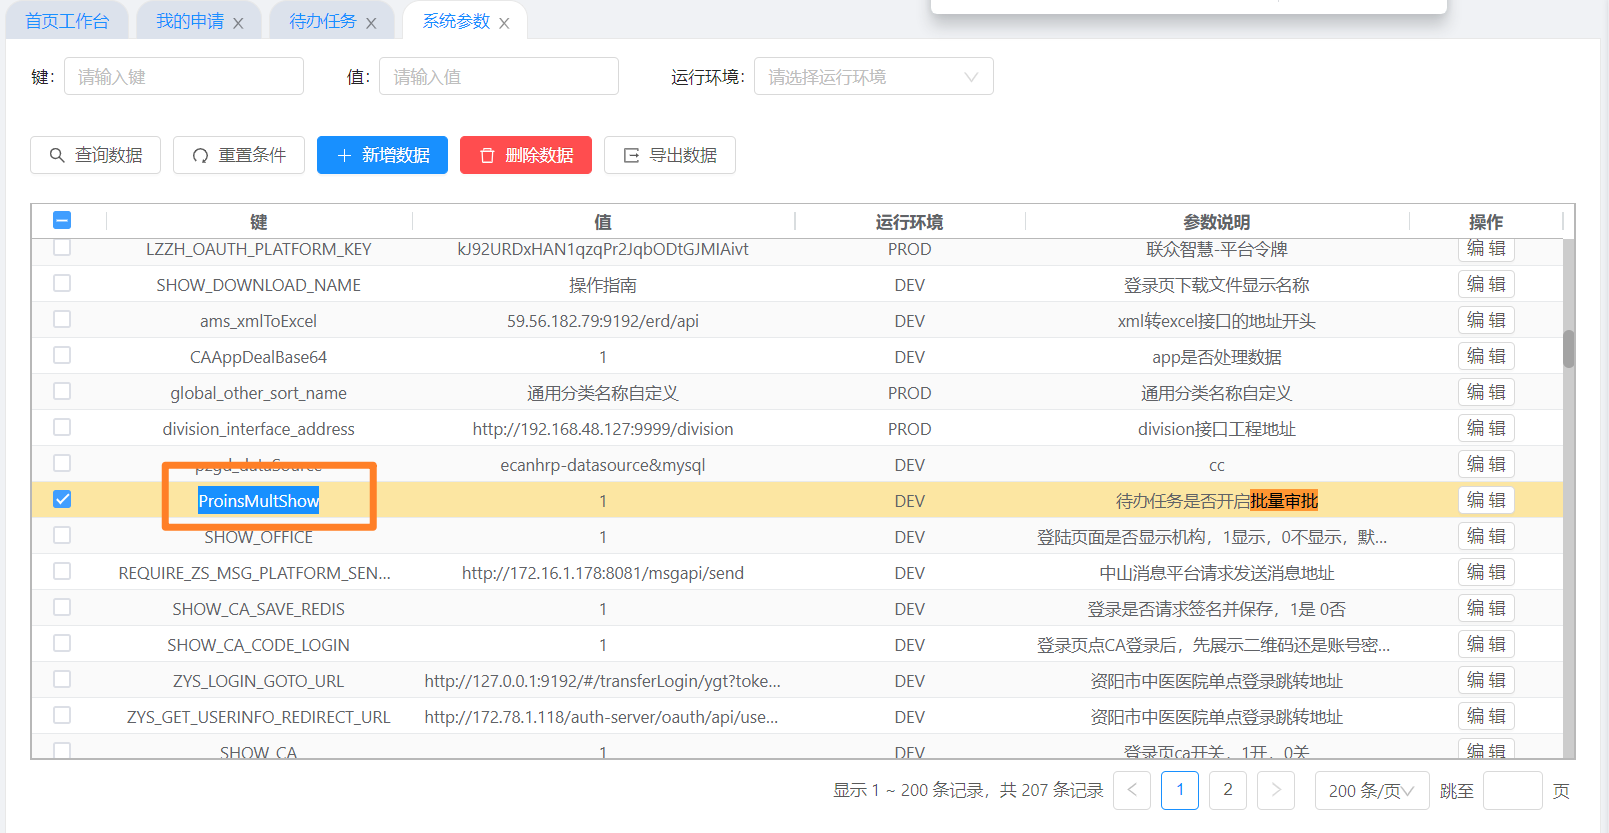 首页工作台 我的申请 × 待办任务 × 系统参数 ×
键: 请输入键 值: 请输入值 运行环境: 请选择运行环境
查询数据 重置条件 + 新增数据 删除数据 导出数据
键 值 运行环境 参数说明 操作
LZZH_OAUTH_PLATFORM_KEY kJ92URDxHAN1qzqPr2JqbODtGJMIAivt PROD 联众智慧-平台令牌 编 辑
SHOW_DOWNLOAD_NAME 操作指南 DEV 登录页下载文件显示名称 编 辑
ams_xmlToExcel 59.56.182.79:9192/erd/api DEV xml转excel接口的地址开头 编 辑
CAAppDealBase64 1 DEV app是否处理数据 编 辑
global_other_sort_name 通用分类名称自定义 PROD 通用分类名称自定义 编 辑
division_interface_address http://192.168.48.127:9999/division PROD division接口工程地址 编 辑
pzgd_dataSource ecanhrp-datasource&mysql DEV cc 编 辑
ProinsMultShow 1 DEV 待办任务是否开启批量审批 编 辑
SHOW_OFFICE 1 DEV 登陆页面是否显示机构，1显示，0不显示，默... 编 辑
REQUIRE_ZS_MSG_PLATFORM_SEN... http://172.16.1.178:8081/msgapi/send DEV 中山消息平台请求发送消息地址 编 辑
SHOW_CA_SAVE_REDIS 1 DEV 登录是否请求签名并保存，1是 0否 编 辑
SHOW_CA_CODE_LOGIN 1 DEV 登录页点CA登录后，先展示二维码还是账号密... 编 辑
ZYS_LOGIN_GOTO_URL http://127.0.0.1:9192/#/transferLogin/ygt?toke... DEV 资阳市中医医院单点登录跳转地址 编 辑
ZYS_GET_USERINFO_REDIRECT_URL http://172.78.1.118/auth-server/oauth/api/use... DEV 资阳市中医医院单点登录跳转地址 编 辑
SHOW_CA 1 DEV 登录页ca开关，1开，0关 编 辑
显示 1 ~ 200 条记录，共 207 条记录 < 1 2 > 200 条/页 跳至 页